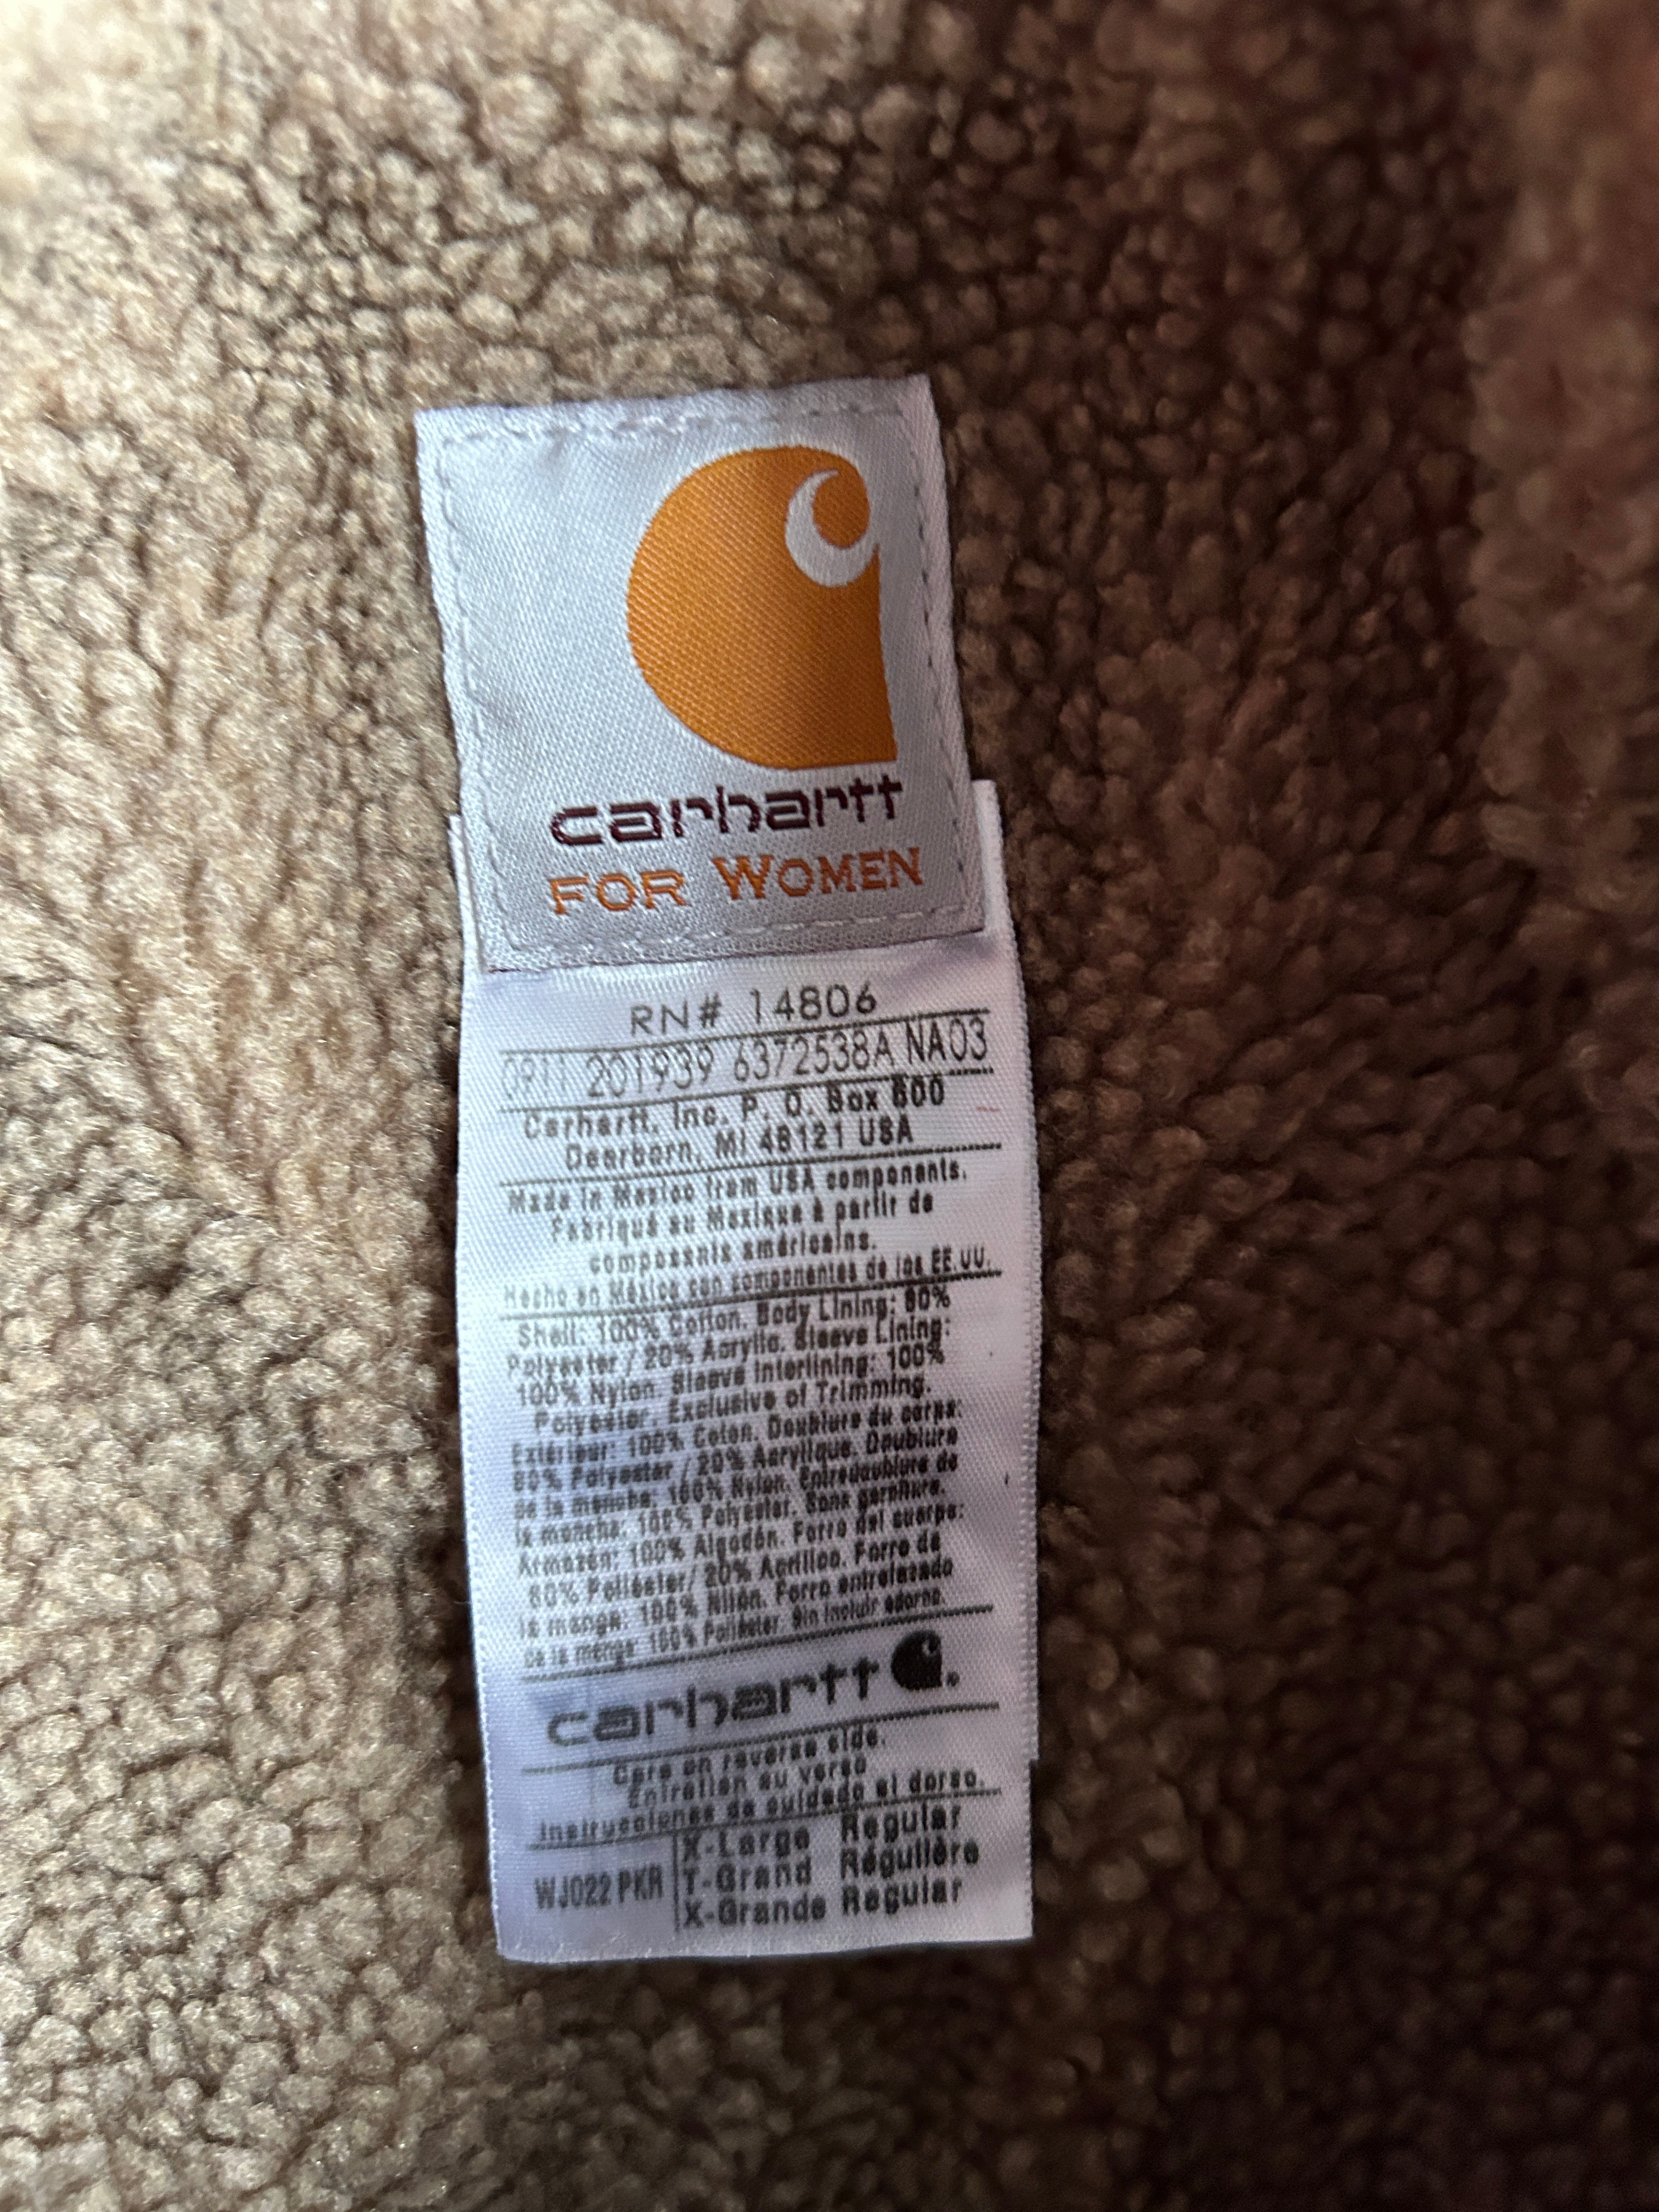 carhartt
FOR WOMEN
RN# 14806
0911 201939 6372538A NA03
Carhartt, Inc. P. O. Box 600
Dearborn, MI 48121 USA
Made in Mexico from USA components.
Fabriqué au Mexique à partir de
composants américains.
Hecho en México con componentes de los EE.UU.
Shell: 100% Cotton. Body Lining: 80%
Polyester / 20% Acrylic. Sleeve Lining:
100% Nylon. Sleeve Interlining: 100%
Polyester. Exclusive of Trimming.
Extérieur: 100% Coton. Doublure du corps:
80% Polyester / 20% Acrylique. Doublure
de la manche: 100% Nylon. Entredoublure de
la manche: 100% Polyester. Sans garniture.
Armazón: 100% Algodón. Forro del cuerpo:
80% Poliéster/ 20% Acrílico. Forro de
la manga: 100% Nilón. Forro entrelazado
de la manga: 100% Poliéster. Sin incluir adorno.
carhartt
Care on reverse side.
Entretien au verso
Instrucciones de cuidado al dorso.
X-Large Regular
WJ022 PKR T-Grand Régulière
X-Grande Regular